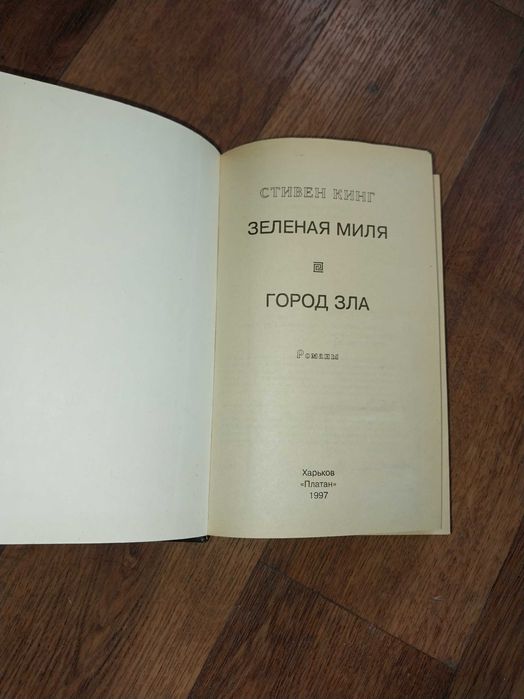 СТИВЕН КИНГ
ЗЕЛЕНАЯ МИЛЯ
ГОРОД ЗЛА
Романы
Харьков
«Платан»
1997